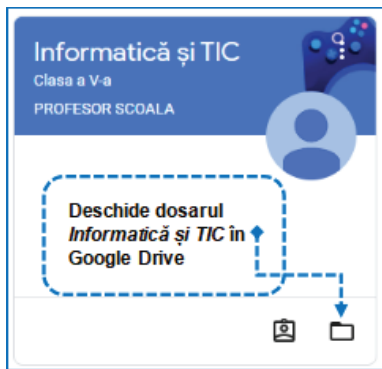 Informatică și TIC
Clasa a V-a
PROFESOR SCOALA
Deschide dosarul
Informatică și TIC în
Google Drive